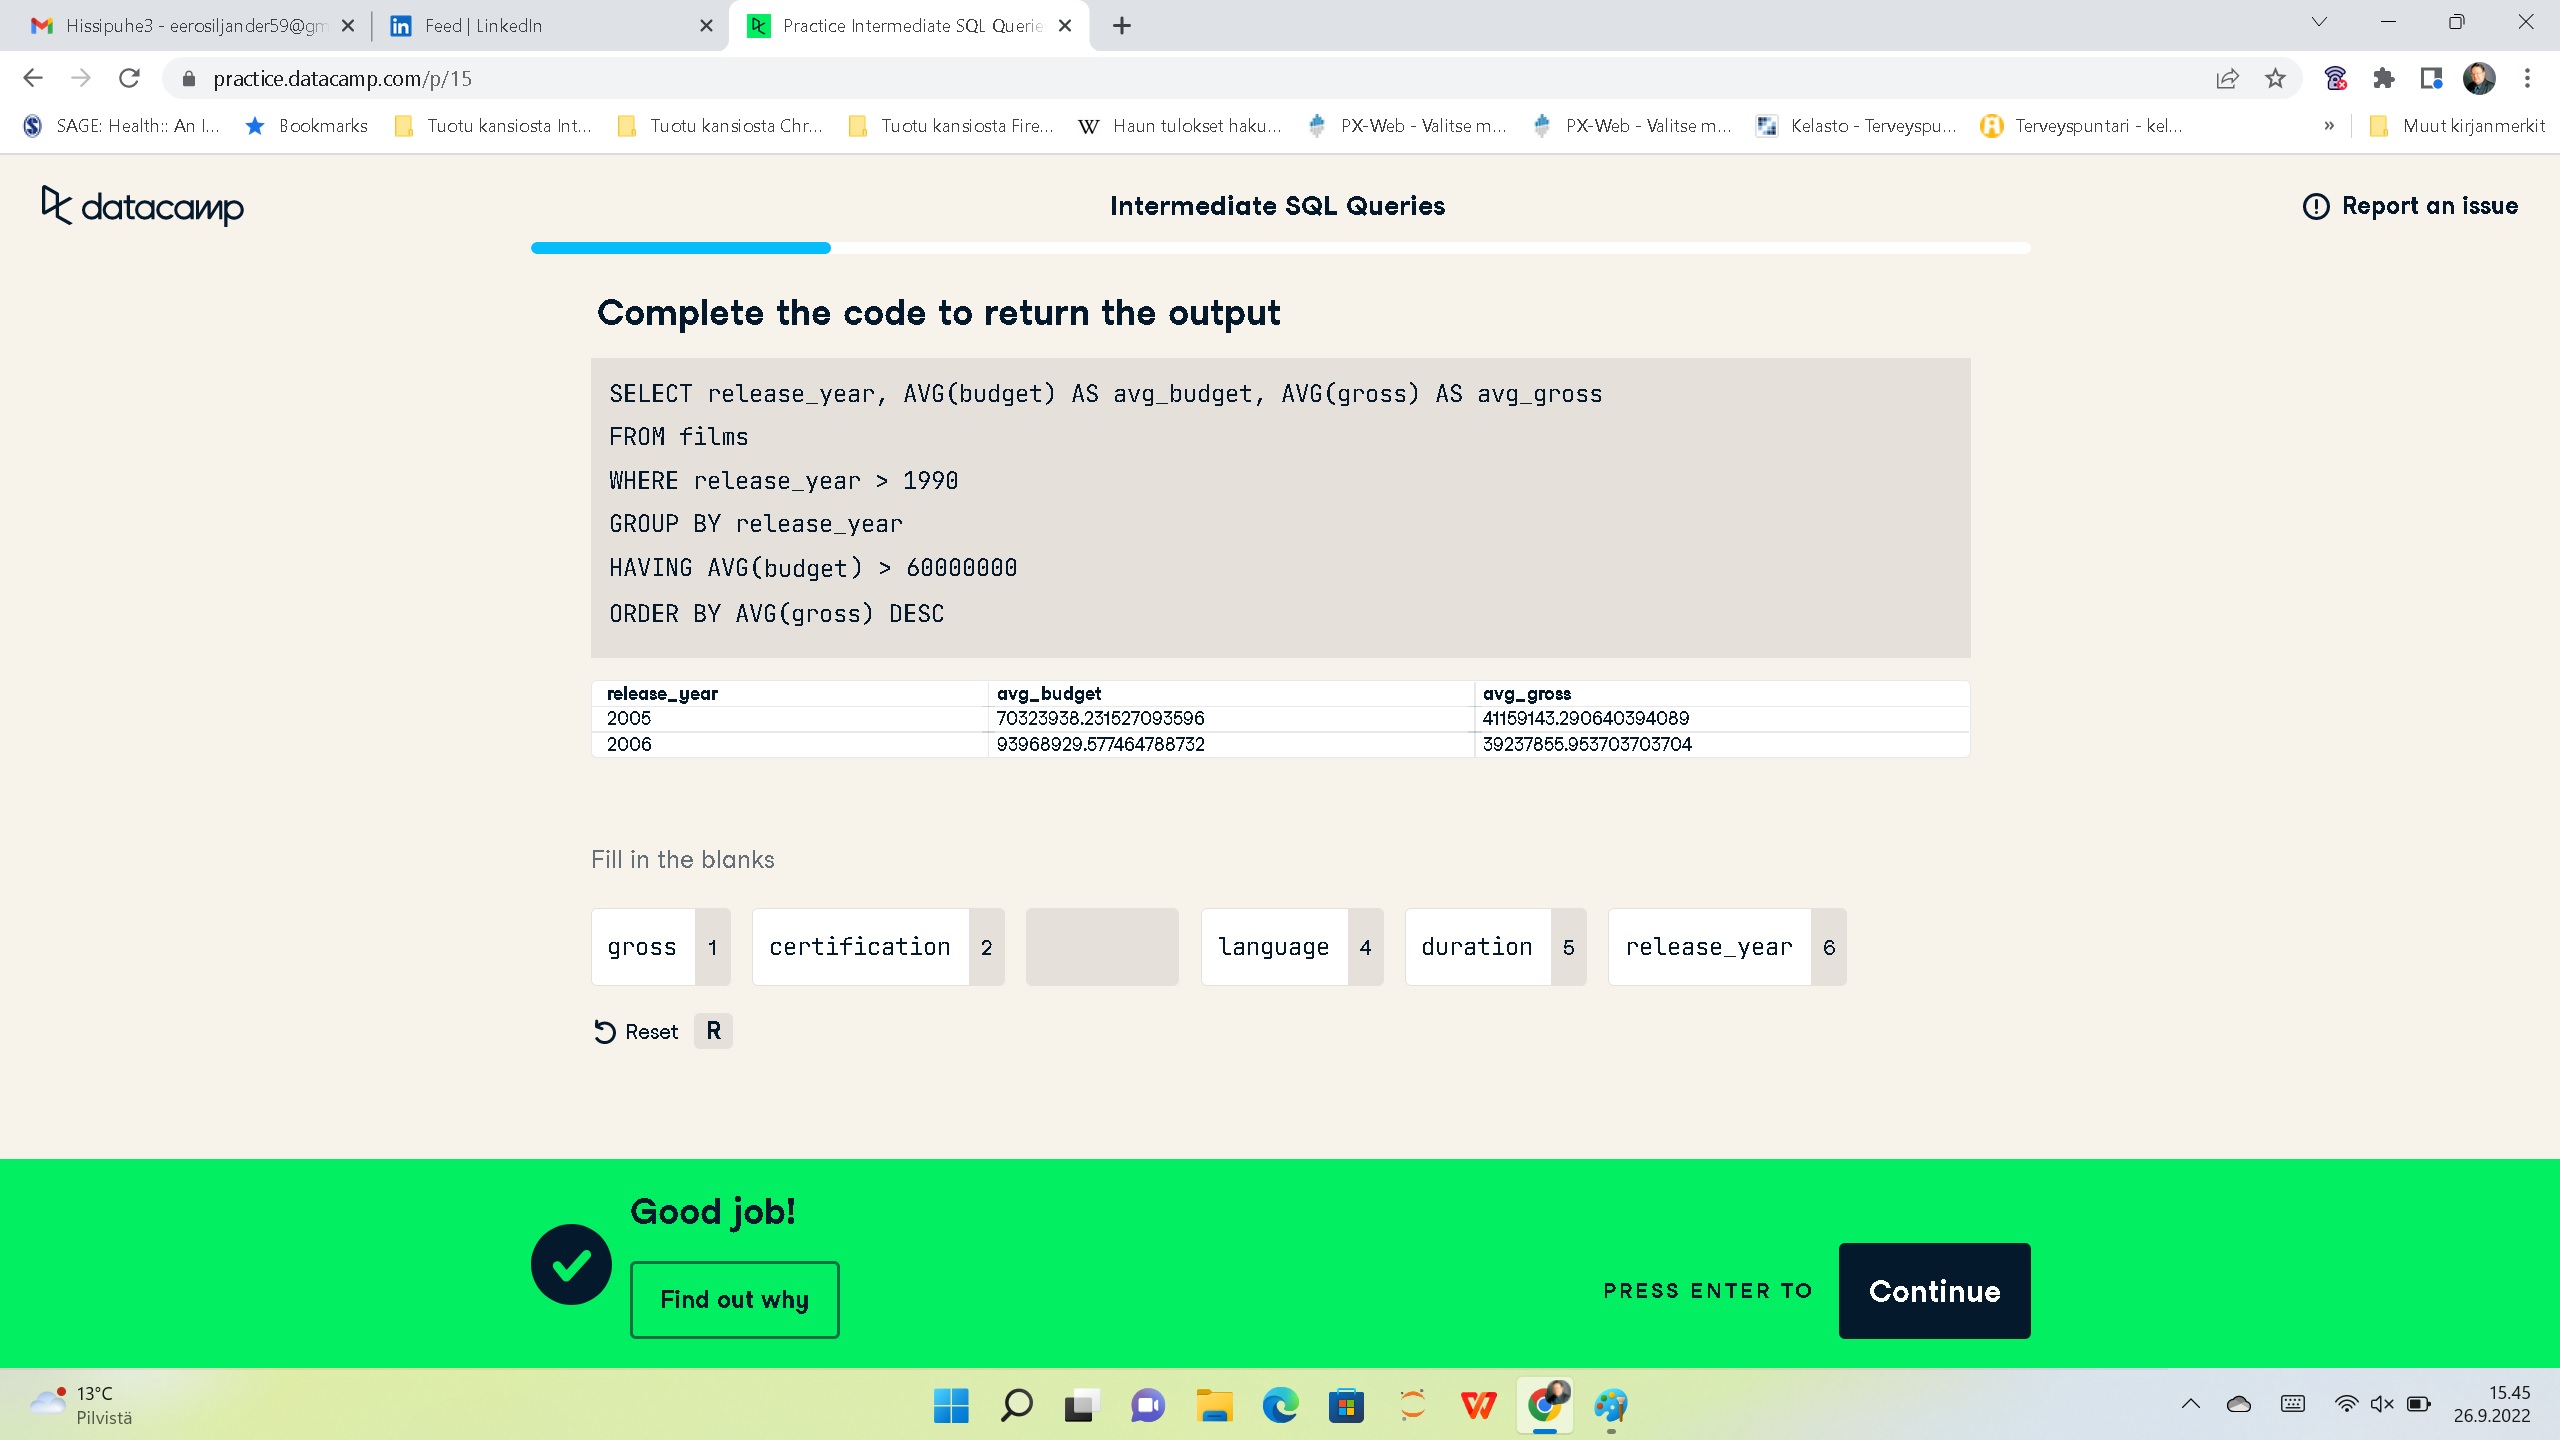 Hissipuhe3 - eerosiljander59@gm
Feed | LinkedIn
Practice Intermediate SQL Querie
practice.datacamp.com/p/15
SAGE: Health:: An I...
Bookmarks
Tuotu kansiosta Int...
Tuotu kansiosta Chr...
Tuotu kansiosta Fire...
Haun tulokset haku...
PX-Web - Valitse m...
PX-Web - Valitse m...
Kelasto - Terveyspu...
Terveyspuntari - kel...
»
Muut kirjanmerkit
datacamp
Intermediate SQL Queries
Report an issue
Complete the code to return the output
SELECT release_year, AVG(budget) AS avg_budget, AVG(gross) AS avg_gross
FROM films
WHERE release_year > 1990
GROUP BY release_year
HAVING AVG(budget) > 60000000
ORDER BY AVG(gross) DESC
release_year avg_budget avg_gross
2005 70323938.231527093596 41159143.290640394089
2006 93968929.577464788732 39237855.953703703704
Fill in the blanks
gross 1 certification 2 language 4 duration 5 release_year 6
Reset R
Good job!
Find out why
PRESS ENTER TO
Continue
13°C
Pilvistä
15.45
26.9.2022